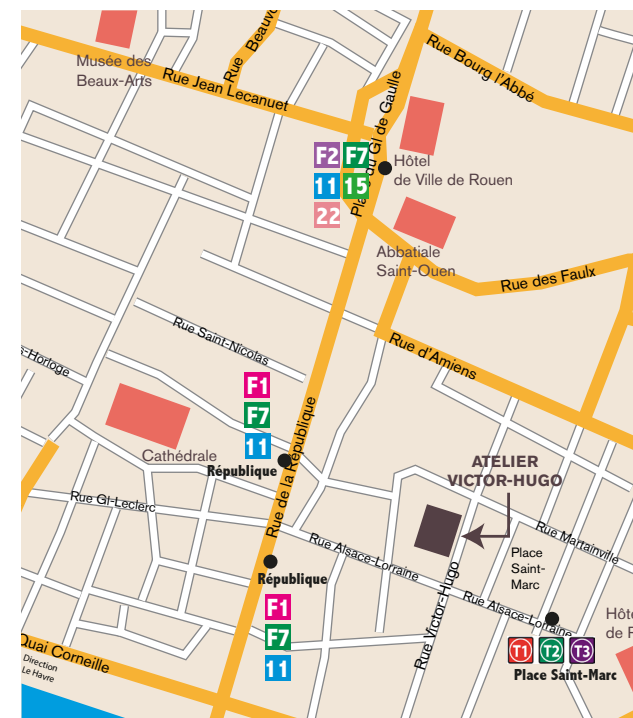 Musée des
Beaux-Arts
Rue Beauvo
Rue Jean Lecanuet
Rue Bourg l'Abbé
Place du Gl de Gaulle
F2 F7
11 15
22
Hôtel
de Ville de Rouen
Abbatiale
Saint-Ouen
Rue des Faulx
Rue d'Amiens
Rue Saint-Nicolas
s-Horloge
F1
F7
11
Cathédrale
République
Rue de la République
ATELIER
VICTOR-HUGO
Rue Gl-Leclerc
Rue Alsace-Lorraine
Rue Martainville
Place
Saint-
Marc
République
Rue Victor-Hugo
Rue Alsace-Lorraine
F1
F7
11
Hôte
de R
T1 T2 T3
Place Saint-Marc
Quai Corneille
Direction
Le Havre